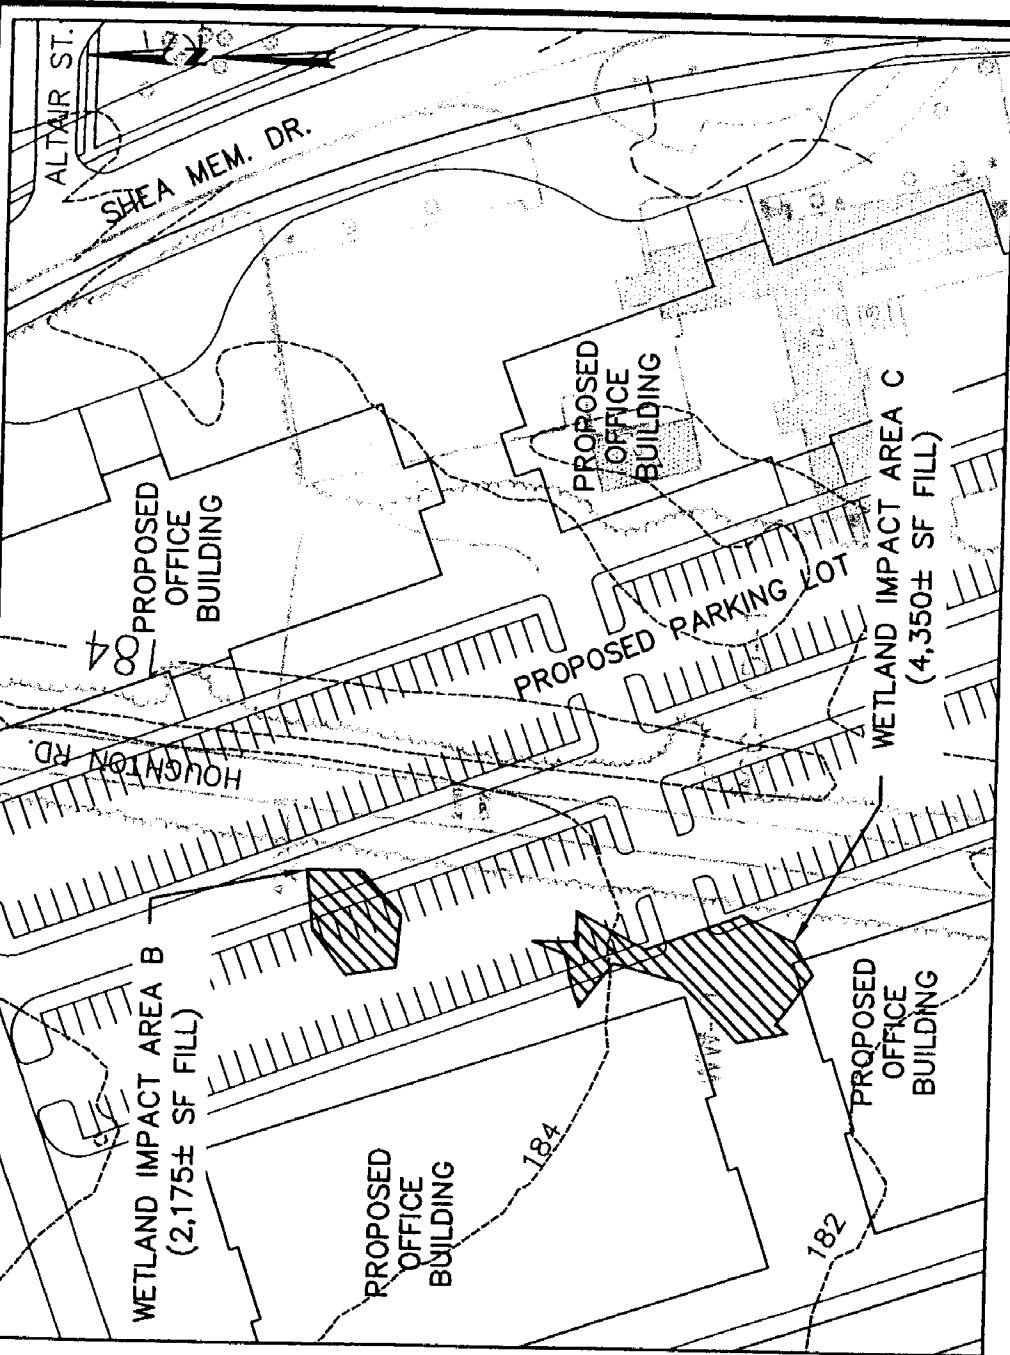 ALTAIR ST.
SHEA MEM. DR.
N
PROPOSED
OFFICE
BUILDING
PROPOSED
OFFICE
BUILDING
84
HOUGHTON RD.
PROPOSED PARKING LOT
WETLAND IMPACT AREA C
(4,350± SF FILL)
WETLAND IMPACT AREA B
(2,175± SF FILL)
PROPOSED
OFFICE
BUILDING
PROPOSED
OFFICE
BUILDING
184
182